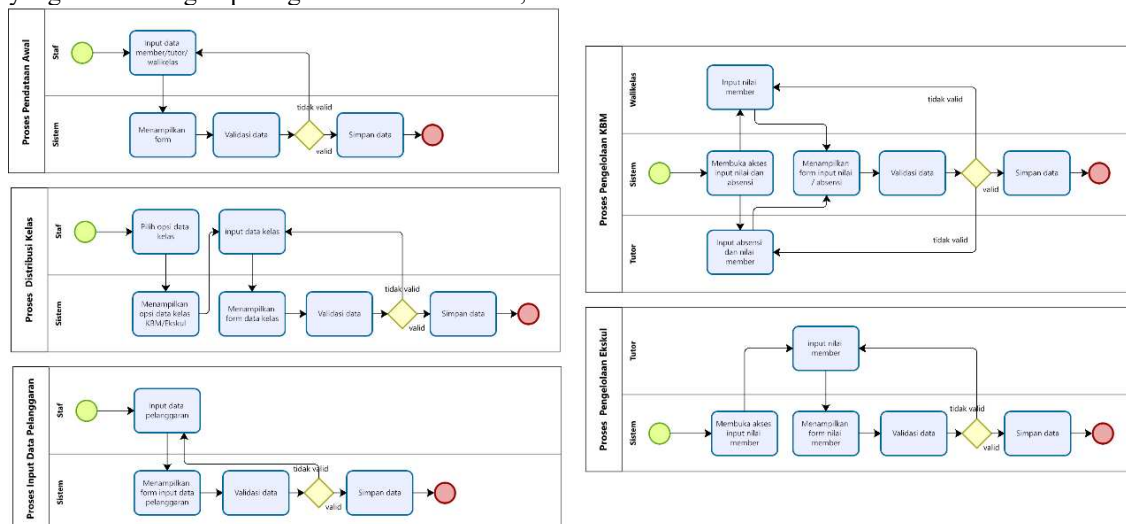 Proses Pendataan Awal
Staf
Input data
member/tutor/
walikelas
tidak valid
Sistem
Menampilkan
form
Validasi data
valid
Simpan data
Proses Distribusi Kelas
Staf
Pilih opsi data
kelas
input data kelas
tidak valid
Sistem
Menampilkan
opsi data kelas
KBM/Ekskul
Menampilkan
form data kelas
Validasi data
valid
Simpan data
Proses Input Data Pelanggaran
Staf
Input data
pelanggaran
tidak valid
Sistem
Menampilkan
form input data
pelanggaran
Validasi data
valid
Simpan data
Proses Pengelolaan KBM
Walikelas
Input nilai
member
tidak valid
Sistem
Membuka akses
input nilai dan
absensi
Menampilkan
form input nilai
/ absensi
Validasi data
valid
Simpan data
Tutor
Input absensi
dan nilai
member
tidak valid
Proses Pengelolaan Ekskul
Tutor
input nilai
member
tidak valid
Sistem
Membuka akses
input nilai
member
Menampilkan
form nilai
member
Validasi data
valid
Simpan data